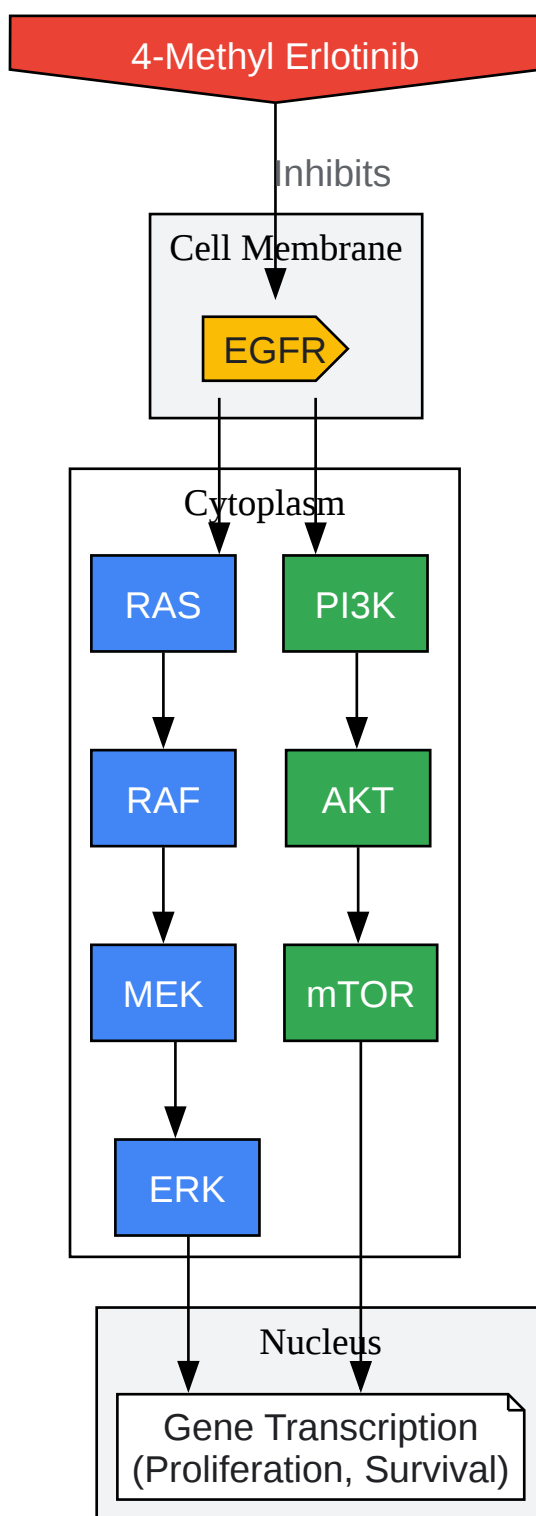 4-Methyl Erlotinib
Inhibits
Cell Membrane
EGFR
Cytoplasm
RAS
PI3K
RAF
AKT
MEK
mTOR
ERK
Nucleus
Gene Transcription
(Proliferation, Survival)